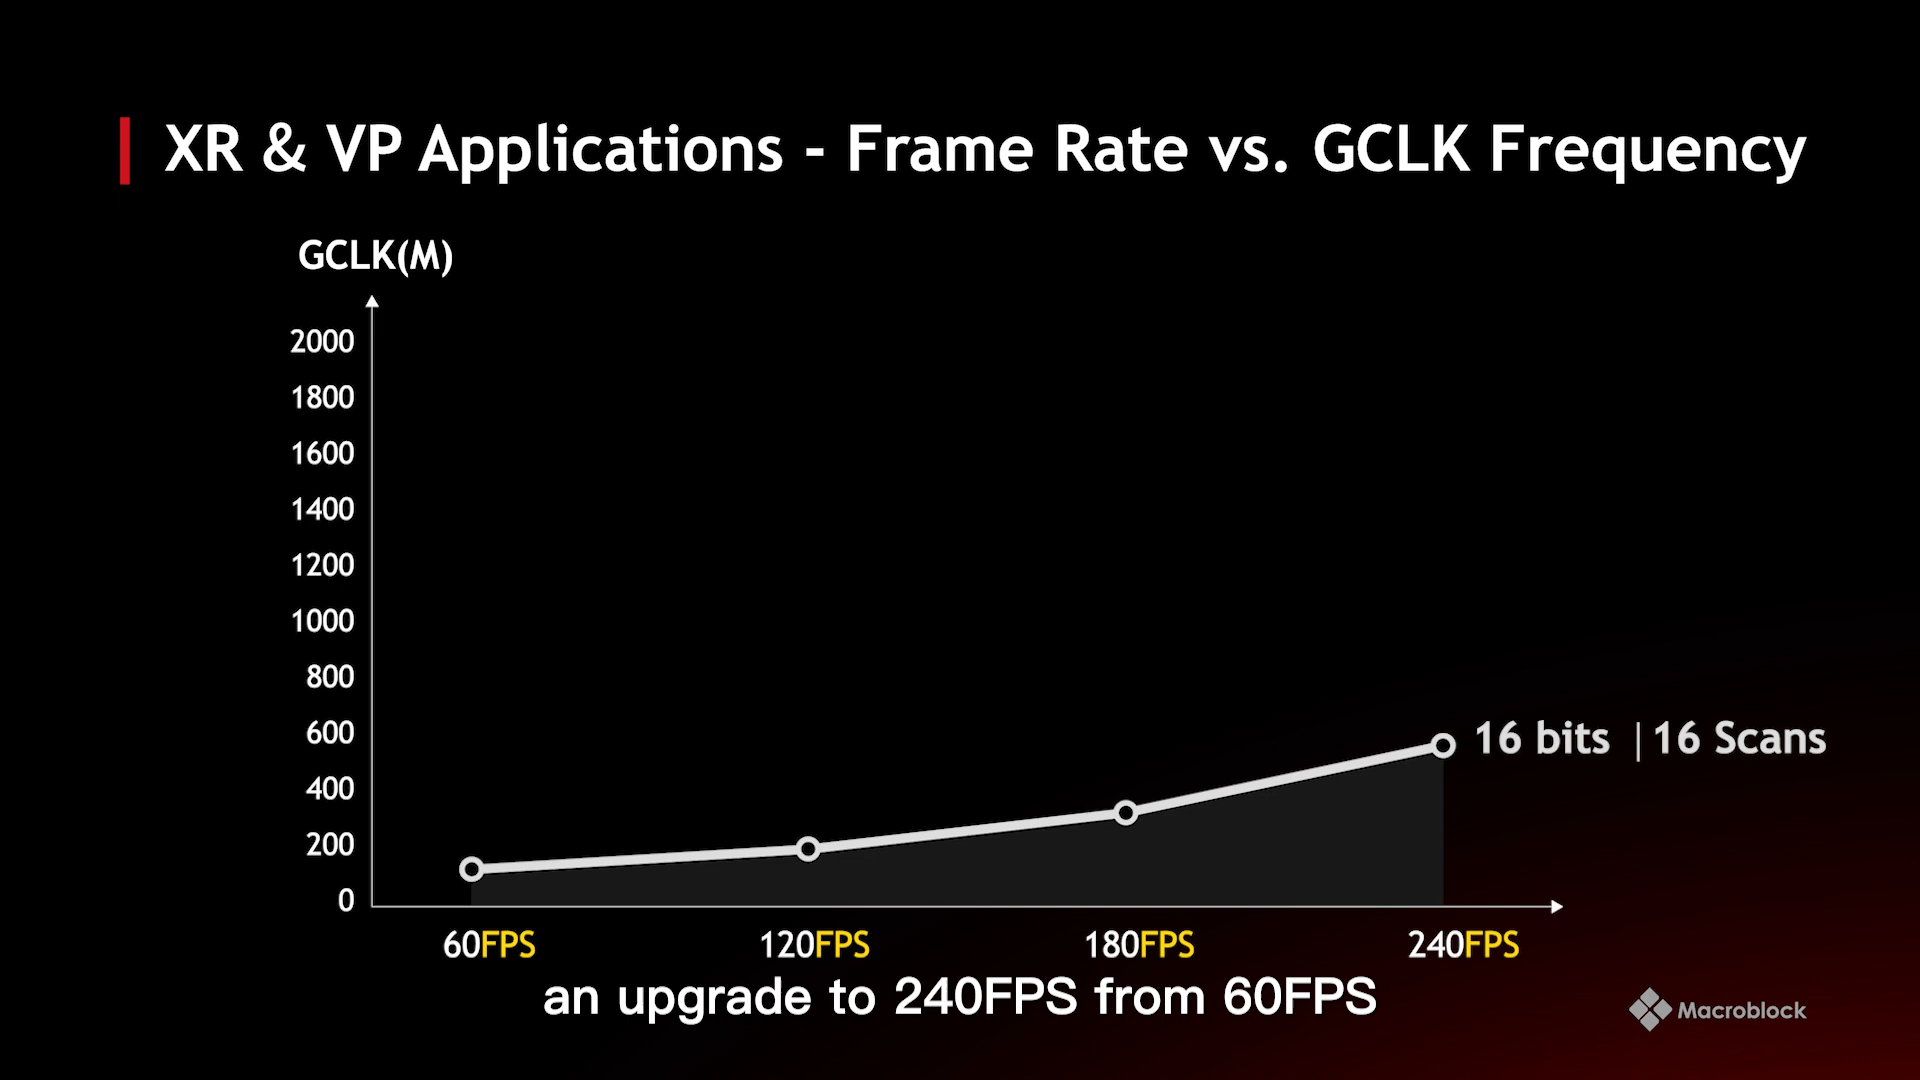 XR & VP Applications - Frame Rate vs. GCLK Frequency
GCLK(M)
2000
1800
1600
1400
1200
1000
800
600
400
200
0
16 bits | 16 Scans
60FPS 120FPS 180FPS 240FPS
an upgrade to 240FPS from 60FPS
Macroblock